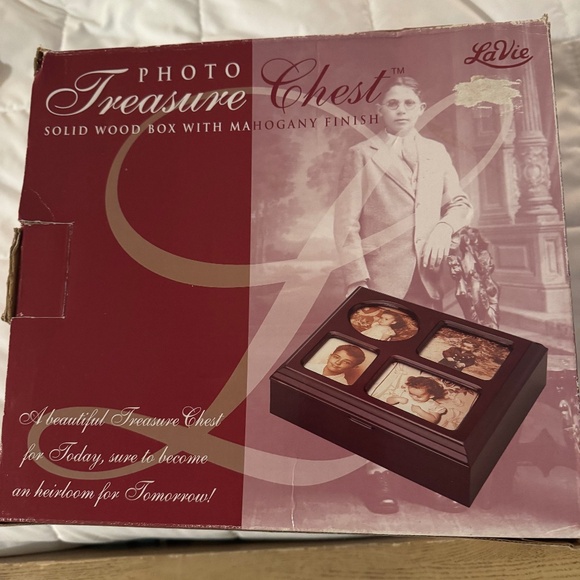 LaVie
PHOTO
Treasure Chest™
SOLID WOOD BOX WITH MAHOGANY FINISH
A beautiful Treasure Chest
for Today, sure to become
an heirloom for Tomorrow!